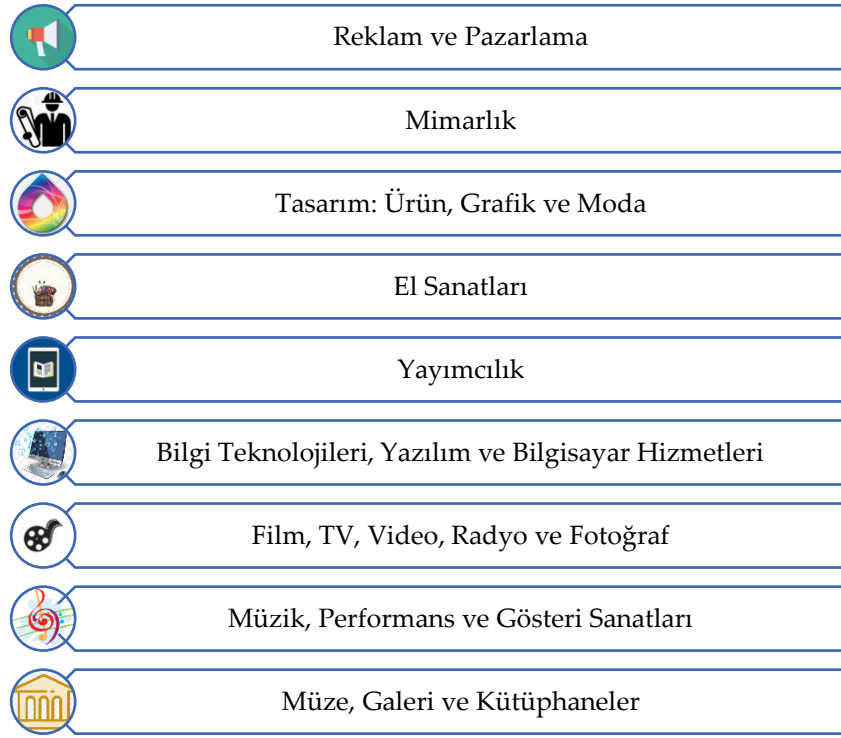 Reklam ve Pazarlama
Mimarlık
Tasarım: Ürün, Grafik ve Moda
El Sanatları
Yayımcılık
Bilgi Teknolojileri, Yazılım ve Bilgisayar Hizmetleri
Film, TV, Video, Radyo ve Fotoğraf
Müzik, Performans ve Gösteri Sanatları
Müze, Galeri ve Kütüphaneler